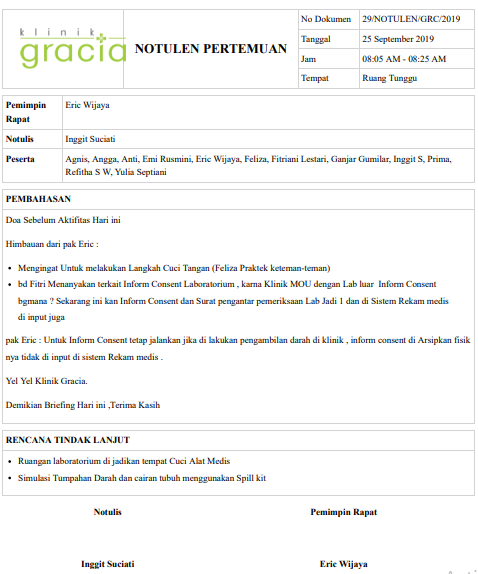 klinik
gracia
NOTULEN PERTEMUAN
No Dokumen 29/NOTULEN/GRC/2019
Tanggal 25 September 2019
Jam 08:05 AM - 08:25 AM
Tempat Ruang Tunggu
Pemimpin Rapat Eric Wijaya
Notulis Inggit Suciati
Peserta Agnis, Angga, Anti, Emi Rusmini, Eric Wijaya, Feliza, Fitriani Lestari, Ganjar Gumilar, Inggit S, Prima,
Refitha S W, Yulia Septiani
PEMBAHASAN
Doa Sebelum Aktifitas Hari ini
Himbauan dari pak Eric :
• Mengingat Untuk melakukan Langkah Cuci Tangan (Feliza Praktek keteman-teman)
• bd Fitri Menanyakan terkait Inform Consent Laboratorium , karna Klinik MOU dengan Lab luar Inform Consent
bgmana ? Sekarang ini kan Inform Consent dan Surat pengantar pemeriksaan Lab Jadi 1 dan di Sistem Rekam medis
di input juga
pak Eric : Untuk Inform Consent tetap jalankan jika di lakukan pengambilan darah di klinik , inform consent di Arsipkan fisik
nya tidak di input di sistem Rekam medis .
Yel Yel Klinik Gracia.
Demikian Briefing Hari ini ,Terima Kasih
RENCANA TINDAK LANJUT
• Ruangan laboratorium di jadikan tempat Cuci Alat Medis
• Simulasi Tumpahan Darah dan cairan tubuh menggunakan Spill kit
Notulis Pemimpin Rapat
Inggit Suciati Eric Wijaya